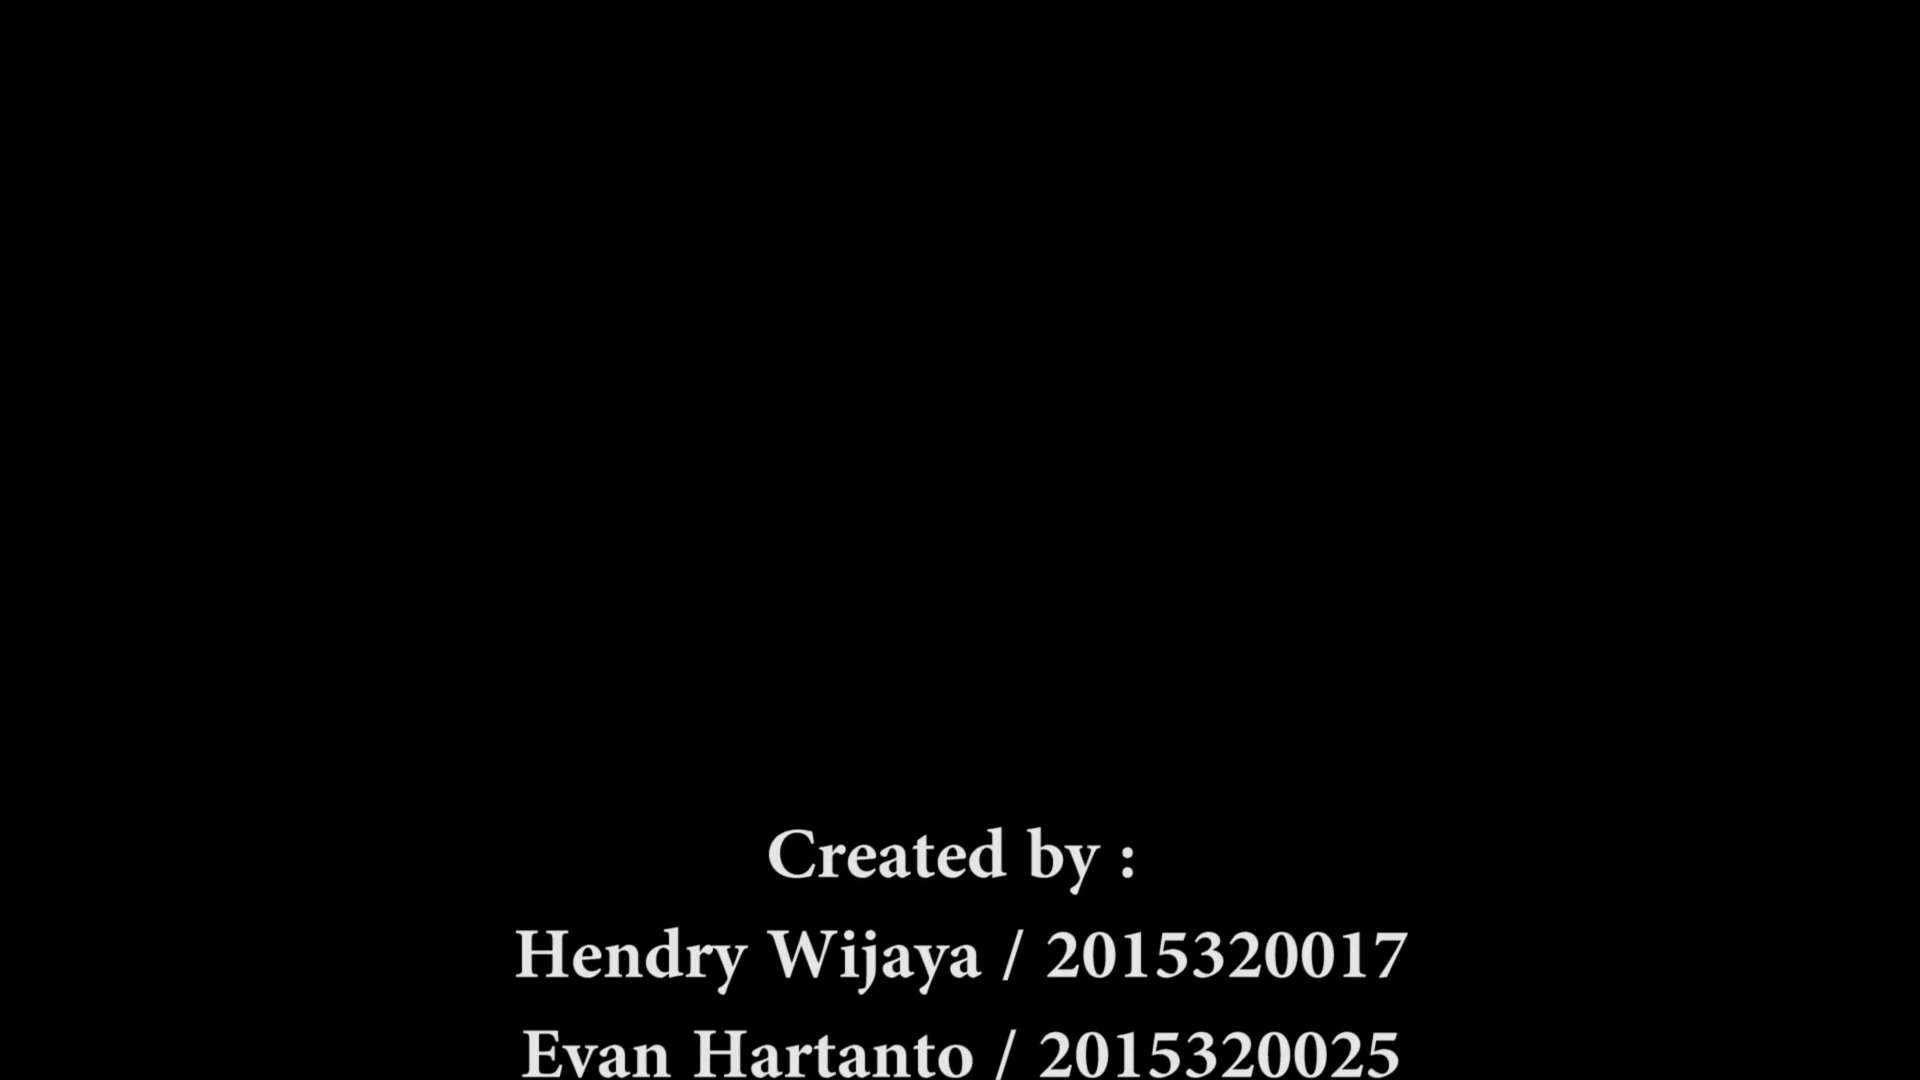 Created by :
Hendry Wijaya / 2015320017
Evan Hartanto / 2015320025